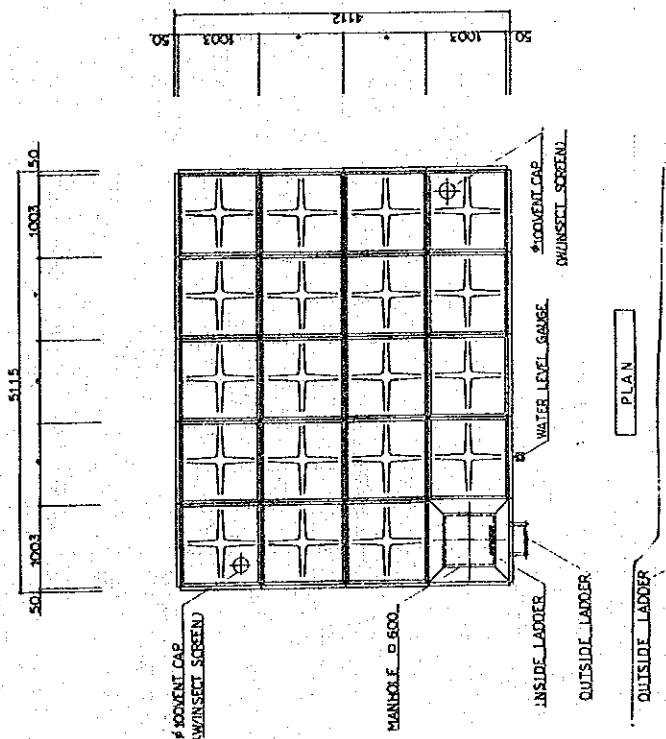 4112
50
1003
1003
50
50
1003
5115
1003
50
φ100VENT CAP
(W/INSECT SCREEN)
WATER LEVEL GAUGE
PLAN
φ100VENT CAP
(W/INSECT SCREEN)
MANHOLE □600
INSIDE LADDER
OUTSIDE LADDER
OUTSIDE LADDER